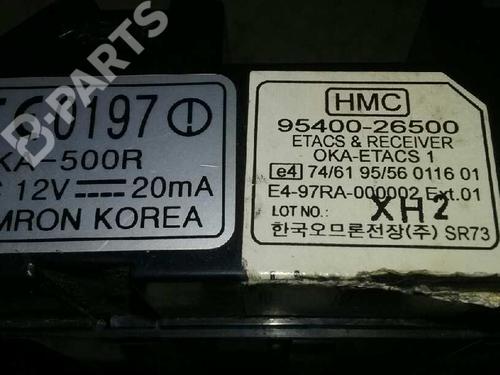 B-PARTS
0197
KA-500R
12V 20mA
MRON KOREA
HMC
95400-26500
ETACS & RECEIVER
OKA-ETACS 1
e4 74/61 95/56 0116 01
E4-97RA-000002 Ext.01
LOT NO.: XH2
한국오므론전장(주) SR73